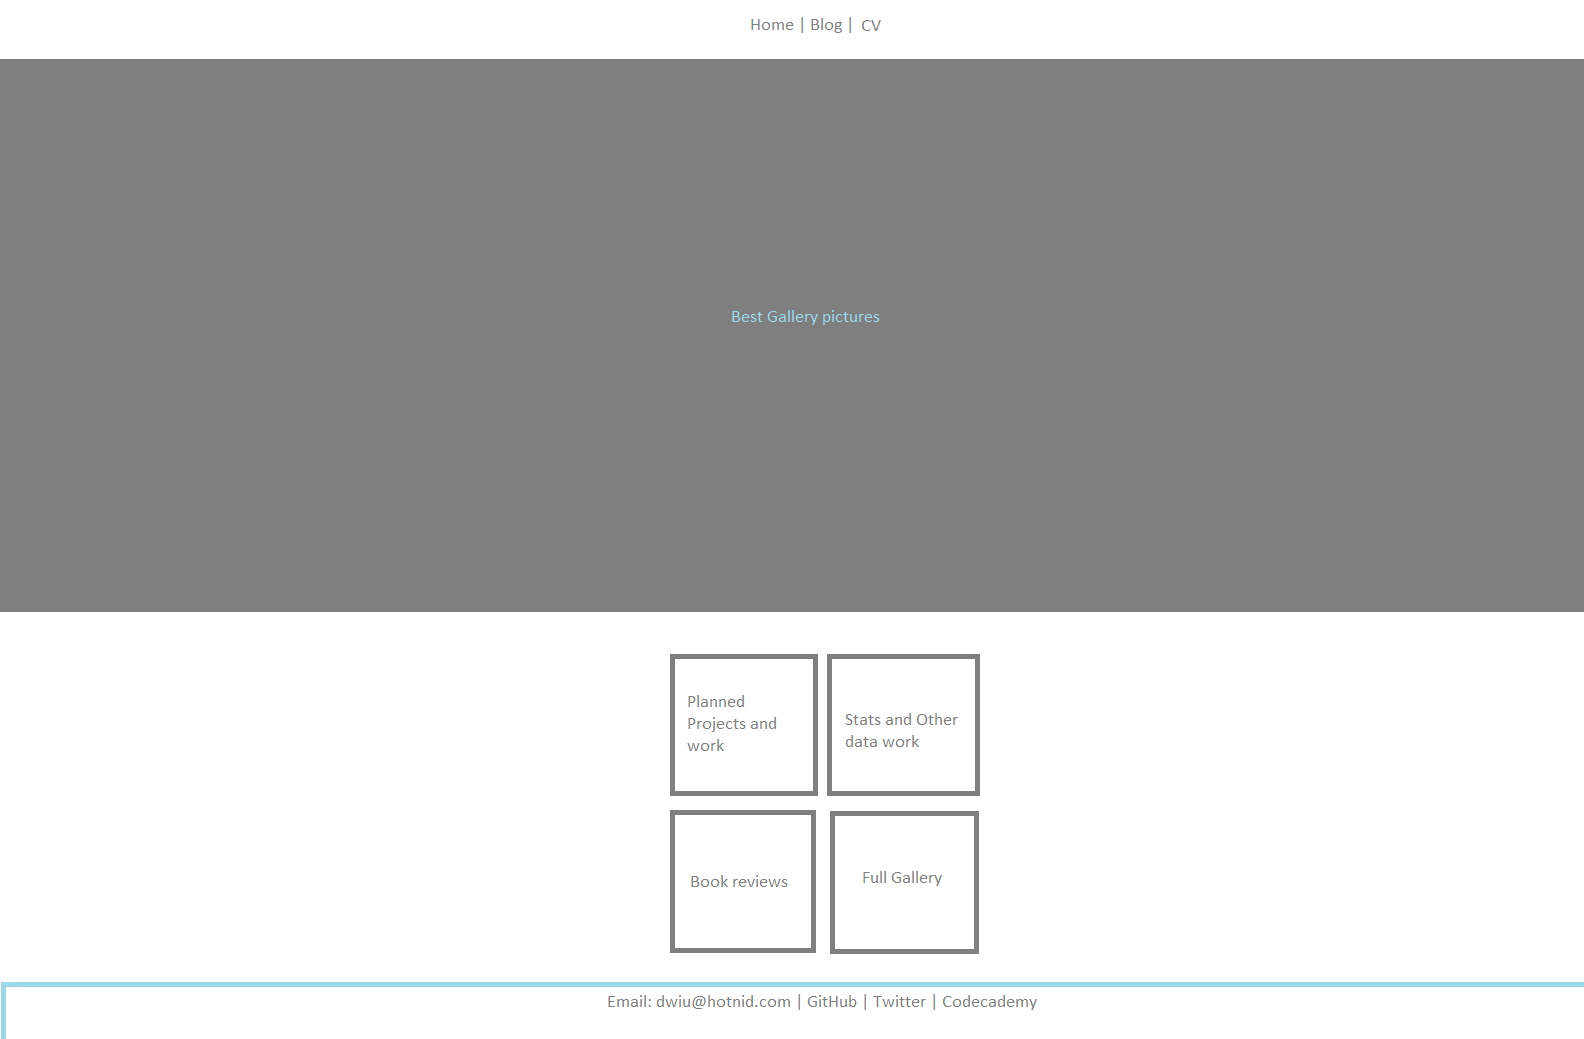 Home | Blog | CV
Best Gallery pictures
Planned
Projects and
work
Stats and Other
data work
Book reviews
Full Gallery
Email: dwiu@hotnid.com | GitHub | Twitter | Codecademy